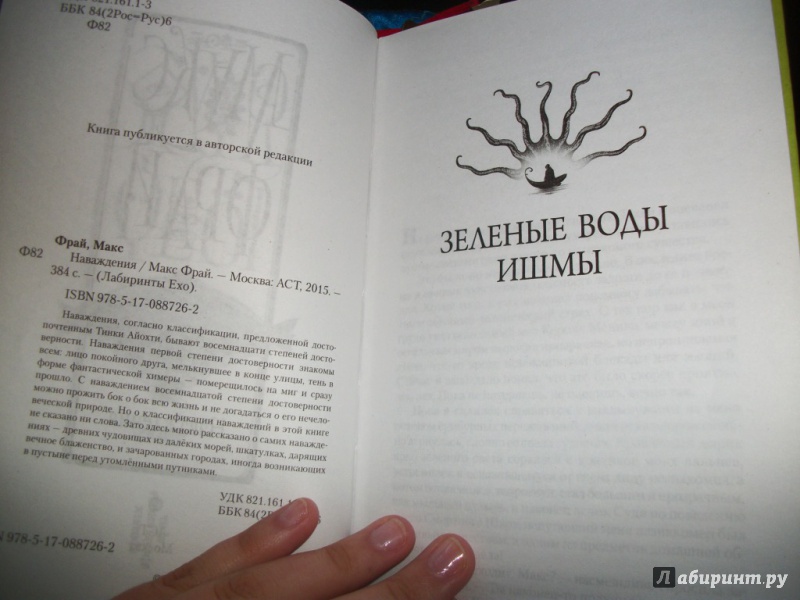 821.161.1-3
ББК 84(2Рос=Рус)6
Ф82
Книга публикуется в авторской редакции
Фрай, Макс
Ф82 Наваждения / Макс Фрай. – Москва: АСТ, 2015. –
384 с. – (Лабиринты Ехо).
ISBN 978-5-17-088726-2
Наваждения, согласно классификации, предложенной досто-
почтенным Тинки Айохти, бывают восемнадцати степеней досто-
верности. Наваждения первой степени достоверности знакомы
всем: лицо покойного друга, мелькнувшее в конце улицы, тень в
форме фантастической химеры – померещилось на миг и сразу
прошло. С наваждением восемнадцатой степени достоверности
можно прожить бок о бок всю жизнь и не догадаться о его нечело-
веческой природе. Но о классификации наваждений в этой книге
не сказано ни слова. Зато здесь много рассказано о самих наважде-
ниях – древних чудовищах из далёких морей, шкатулках, дарящих
вечное блаженство, и зачарованных городах, иногда возникающих
в пустыне перед утомлёнными путниками.
УДК 821.161.1
ББК 84(2
978-5-17-088726-2
ЗЕЛЕНЫЕ ВОДЫ
ИШМЫ
Лабиринт.ру